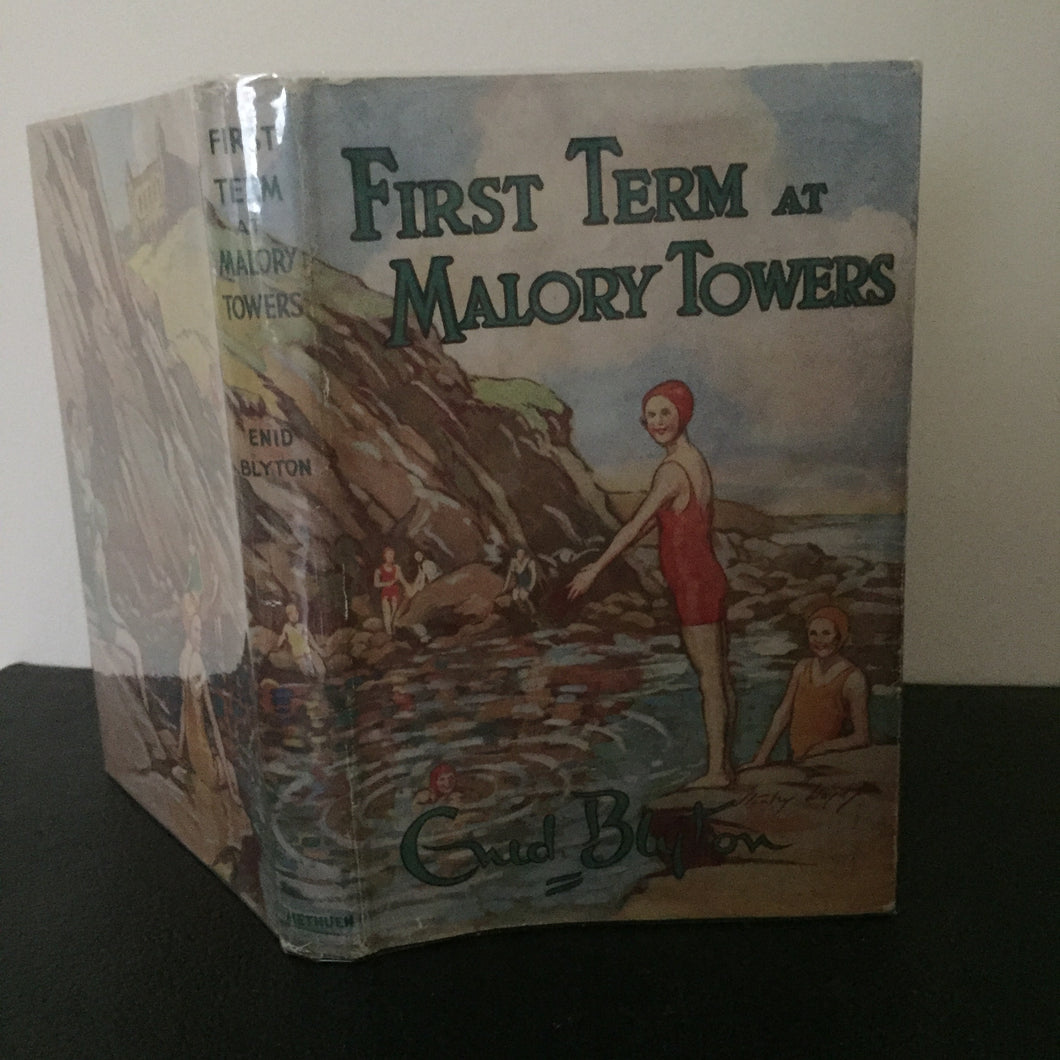 FIRST
TERM
AT
MALORY
TOWERS
ENID
BLYTON
METHUEN
FIRST TERM AT
MALORY TOWERS
Enid Blyton